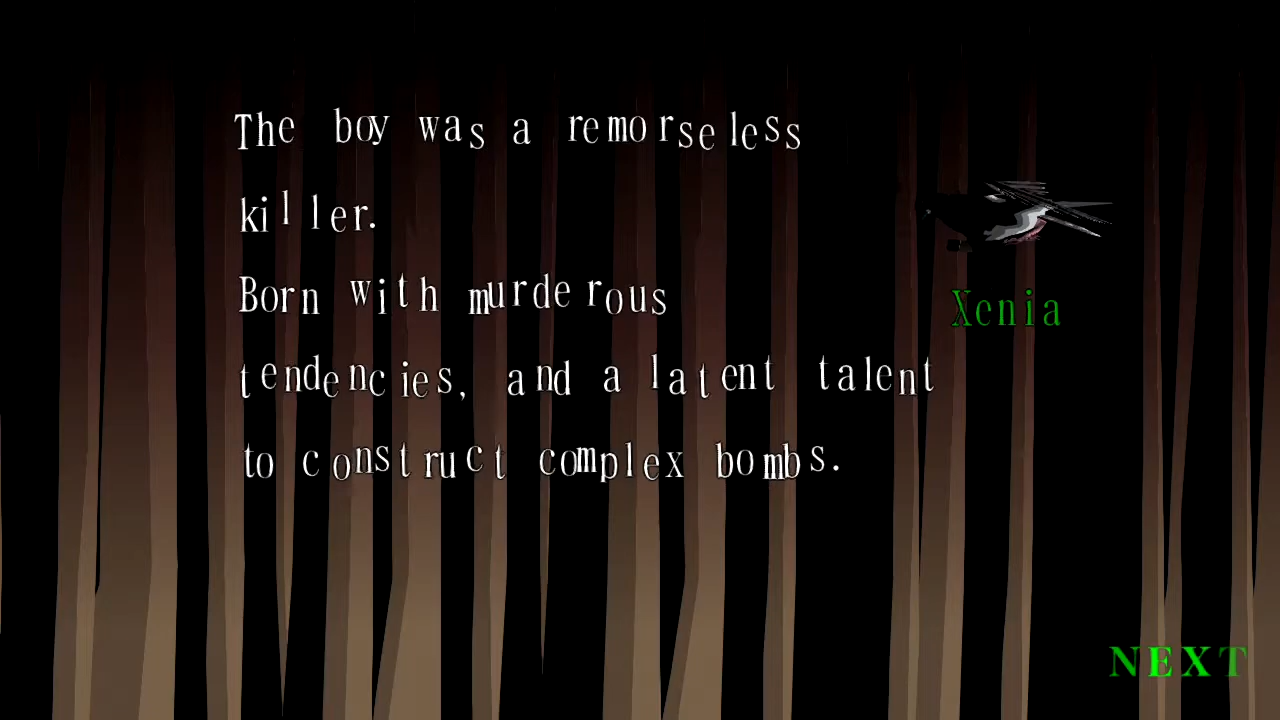 The boy was a remorseless
killer.
Born with murderous
tendencies, and a latent talent
to construct complex bombs.
Xenia
NEXT